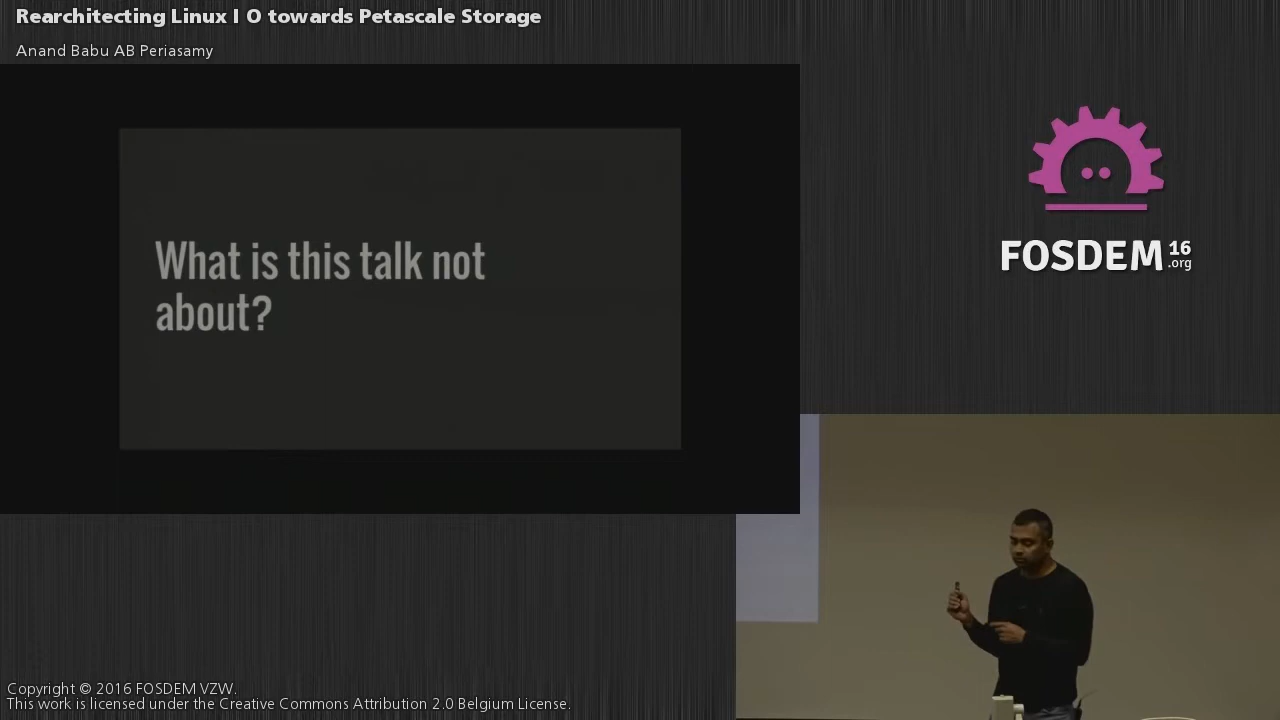 Rearchitecting Linux I O towards Petascale Storage
Anand Babu AB Periasamy
What is this talk not
about?
FOSDEM 16
.org
Copyright © 2016 FOSDEM VZW.
This work is licensed under the Creative Commons Attribution 2.0 Belgium License.